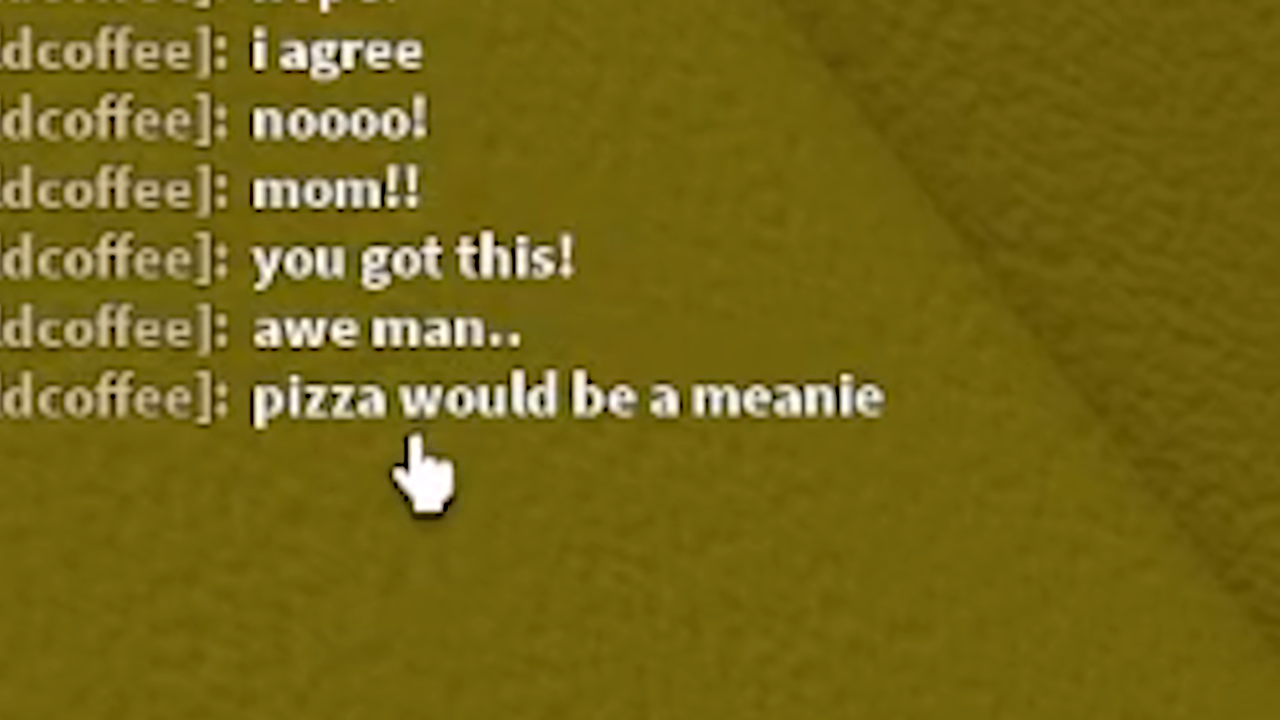 dcoffee]: i agree
dcoffee]: noooo!
dcoffee]: mom!!
dcoffee]: you got this!
dcoffee]: awe man..
dcoffee]: pizza would be a meanie